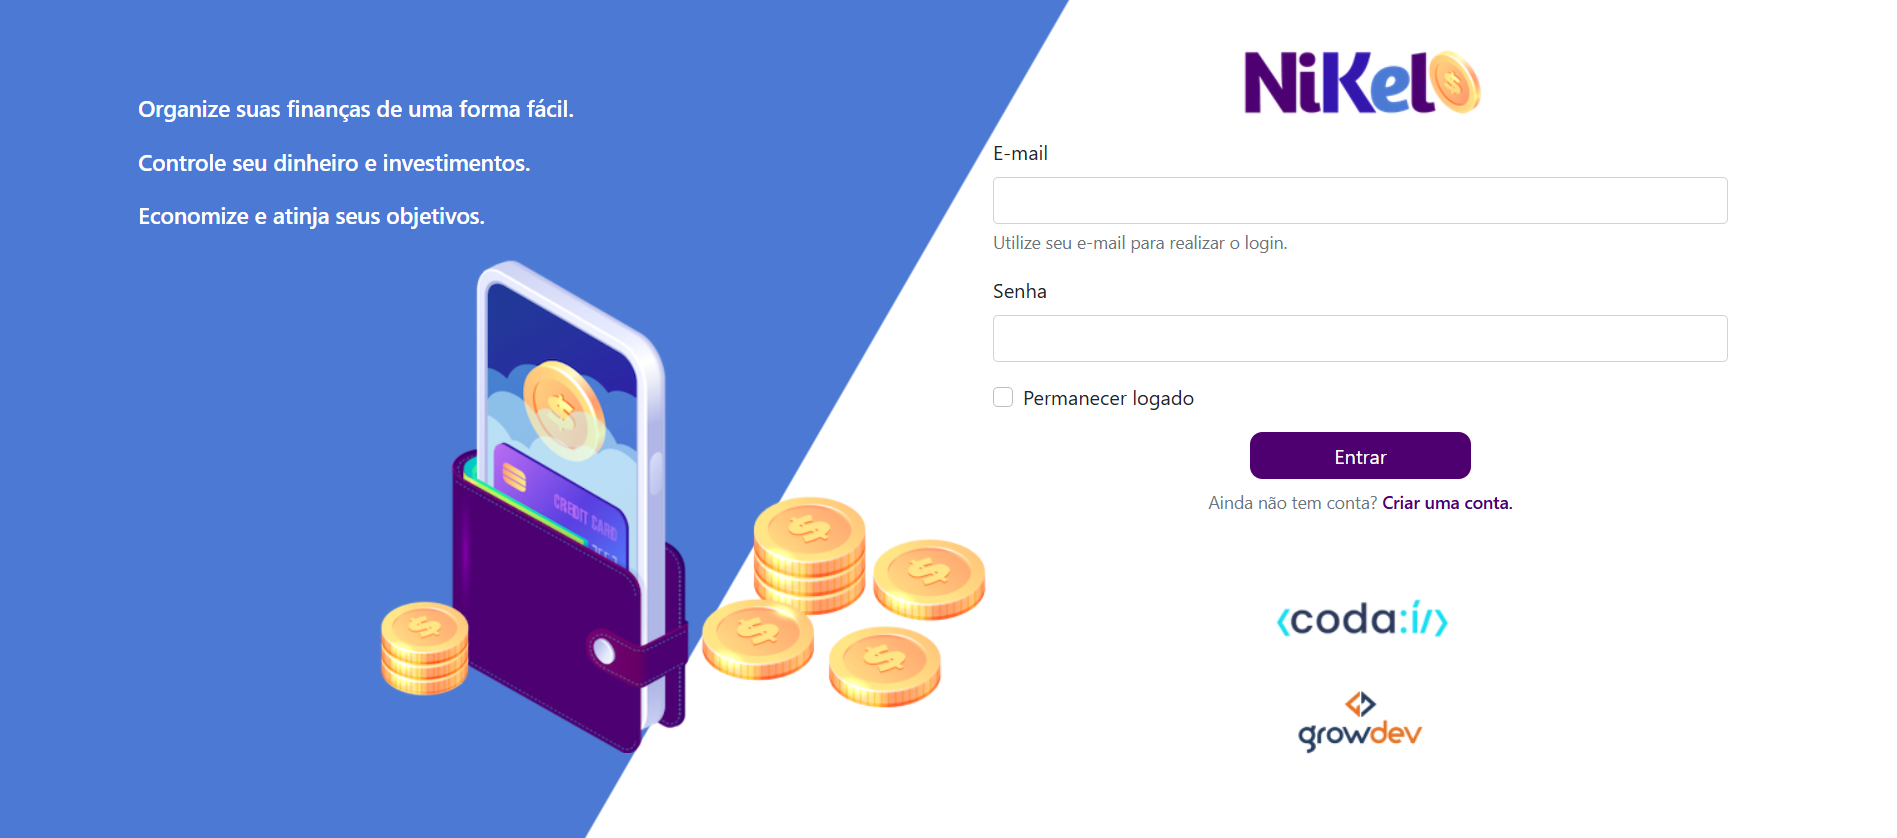 Organize suas finanças de uma forma fácil.
Controle seu dinheiro e investimentos.
Economize e atinja seus objetivos.
CREDIT CARD
NiKel
E-mail
Utilize seu e-mail para realizar o login.
Senha
Permanecer logado
Entrar
Ainda não tem conta? Criar uma conta.
<coda:í/>
growdev